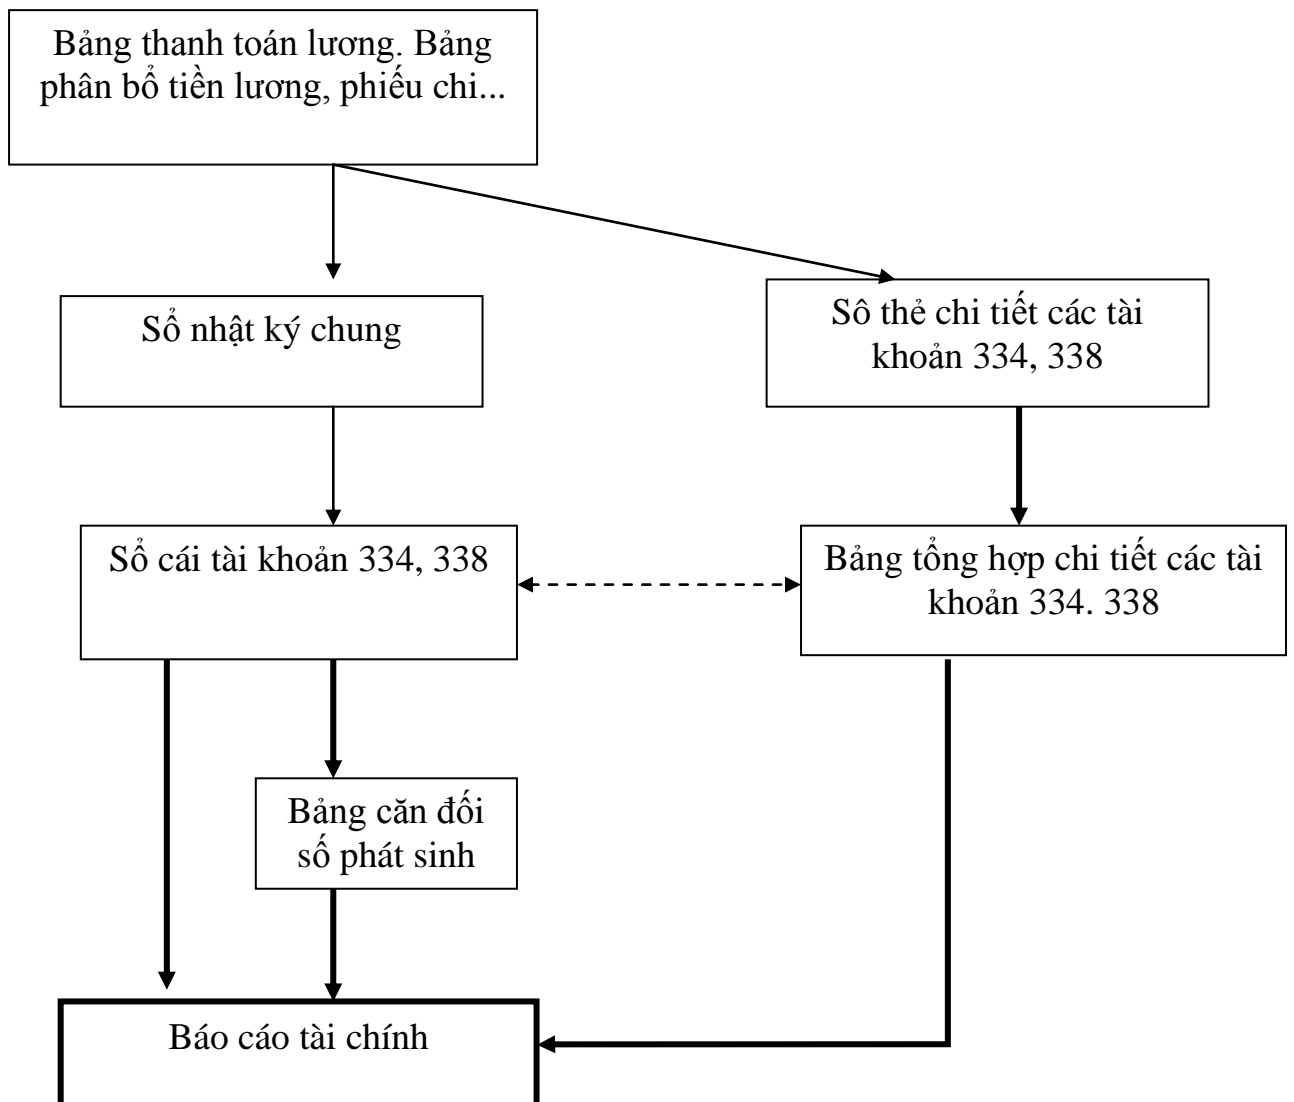 Bảng thanh toán lương. Bảng
phân bổ tiền lương, phiếu chi...
Sổ nhật ký chung
Sô thẻ chi tiết các tài
khoản 334, 338
Sổ cái tài khoản 334, 338
Bảng tổng hợp chi tiết các tài
khoản 334. 338
Bảng căn đối
số phát sinh
Báo cáo tài chính